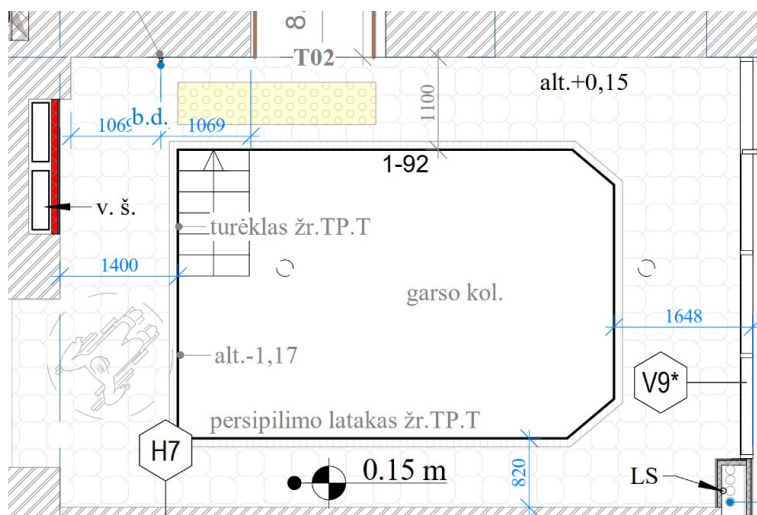 8
T02
alt.+0,15
1069
b.d.
1069
1100
1-92
v. š.
turėklas žr.TP.T
1400
garso kol.
1648
alt.-1,17
V9*
persipilimo latakas žr.TP.T
H7
0.15 m
820
LS